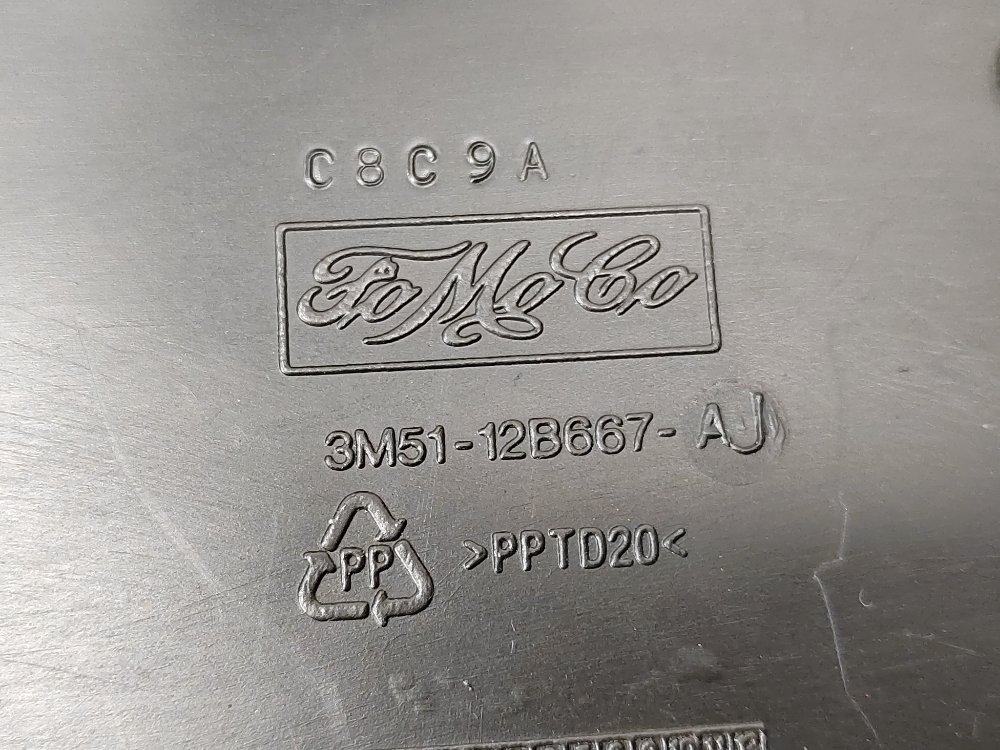 C8C9A
FoMoCo
3M51-12B667-AJ
PP
>PPTD20<